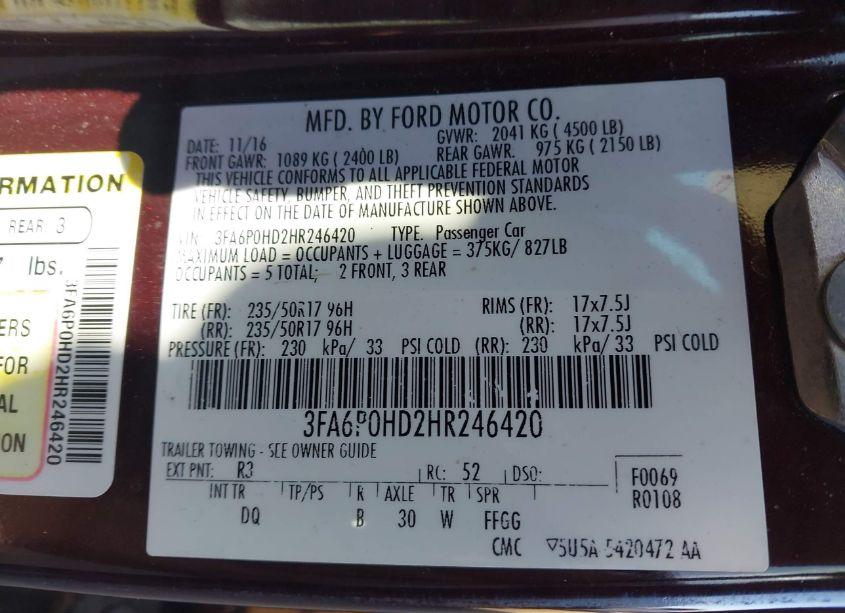 MFD. BY FORD MOTOR CO.
DATE: 11/16 GVWR: 2041 KG ( 4500 LB)
FRONT GAWR: 1089 KG ( 2400 LB) REAR GAWR: 975 KG ( 2150 LB)
THIS VEHICLE CONFORMS TO ALL APPLICABLE FEDERAL MOTOR
VEHICLE SAFETY, BUMPER, AND THEFT PREVENTION STANDARDS
IN EFFECT ON THE DATE OF MANUFACTURE SHOWN ABOVE.
VIN: 3FA6P0HD2HR246420 TYPE: Passenger Car
MAXIMUM LOAD = OCCUPANTS + LUGGAGE = 375KG/ 827LB
OCCUPANTS = 5 TOTAL; 2 FRONT, 3 REAR
TIRE (FR): 235/50R17 96H RIMS (FR): 17x7.5J
(RR): 235/50R17 96H (RR): 17x7.5J
PRESSURE (FR): 230 kPa/ 33 PSI COLD (RR): 230 kPa/ 33 PSI COLD
3FA6P0HD2HR246420
TRAILER TOWING - SEE OWNER GUIDE
EXT PNT: R3 RC: 52 DSO: F0069
R0108
INT TR TP/PS R AXLE TR SPR
DQ B 30 W FFGG
CMC ▽5U5A 5420472 AA
RMATION
REAR 3
7 lbs.
ERS
FOR
AL
ION
3FA6P0HD2HR246420